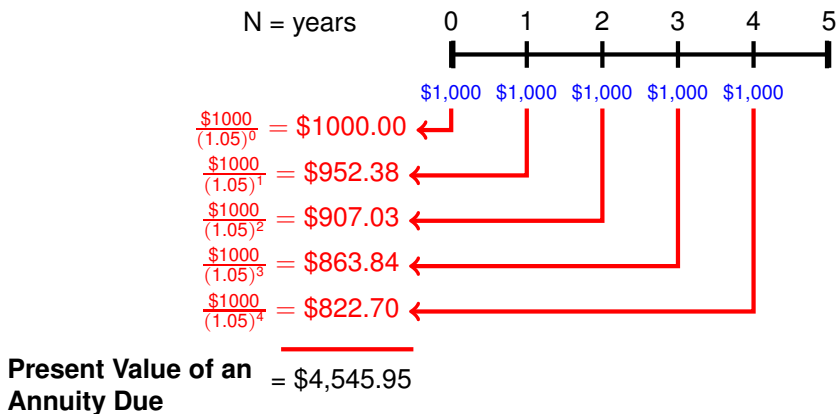 N = years 0 1 2 3 4 5
$1,000 $1,000 $1,000 $1,000 $1,000
$1000/(1.05)^0 = $1000.00
$1000/(1.05)^1 = $952.38
$1000/(1.05)^2 = $907.03
$1000/(1.05)^3 = $863.84
$1000/(1.05)^4 = $822.70
Present Value of an
Annuity Due
= $4,545.95